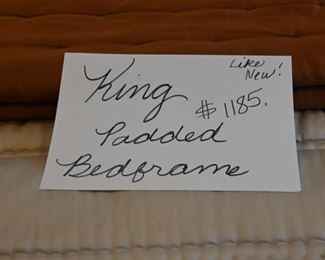 Like
New!
King
$1185.
Padded
Bedframe